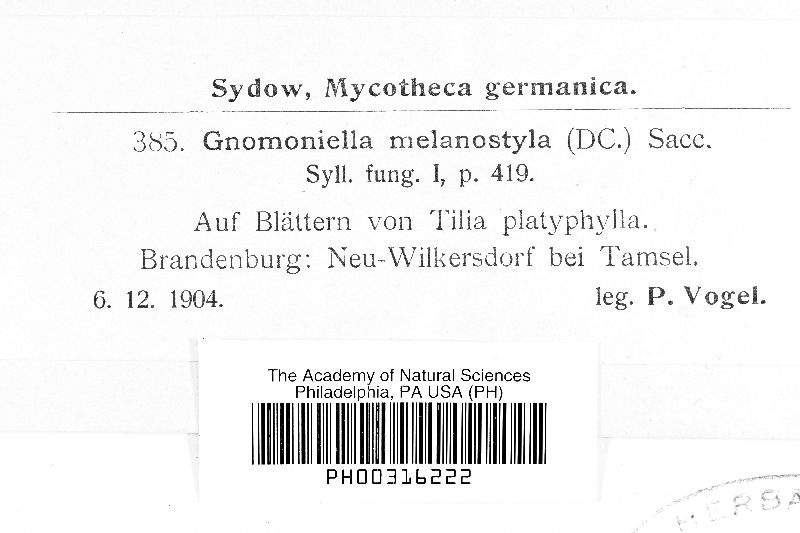 Sydow, Mycotheca germanica.
385. Gnomoniella melanostyla (DC.) Sacc.
Syll. fung. I, p. 419.
Auf Blättern von Tilia platyphylla.
Brandenburg: Neu-Wilkersdorf bei Tamsel.
6. 12. 1904. leg. P. Vogel.
The Academy of Natural Sciences
Philadelphia, PA USA (PH)
PH00316222